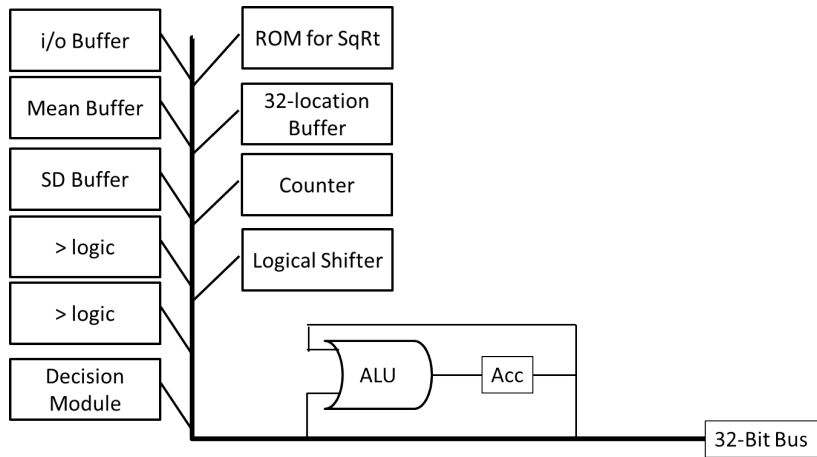 i/o Buffer
Mean Buffer
SD Buffer
> logic
> logic
Decision
Module
ROM for SqRt
32-location
Buffer
Counter
Logical Shifter
ALU
Acc
32-Bit Bus